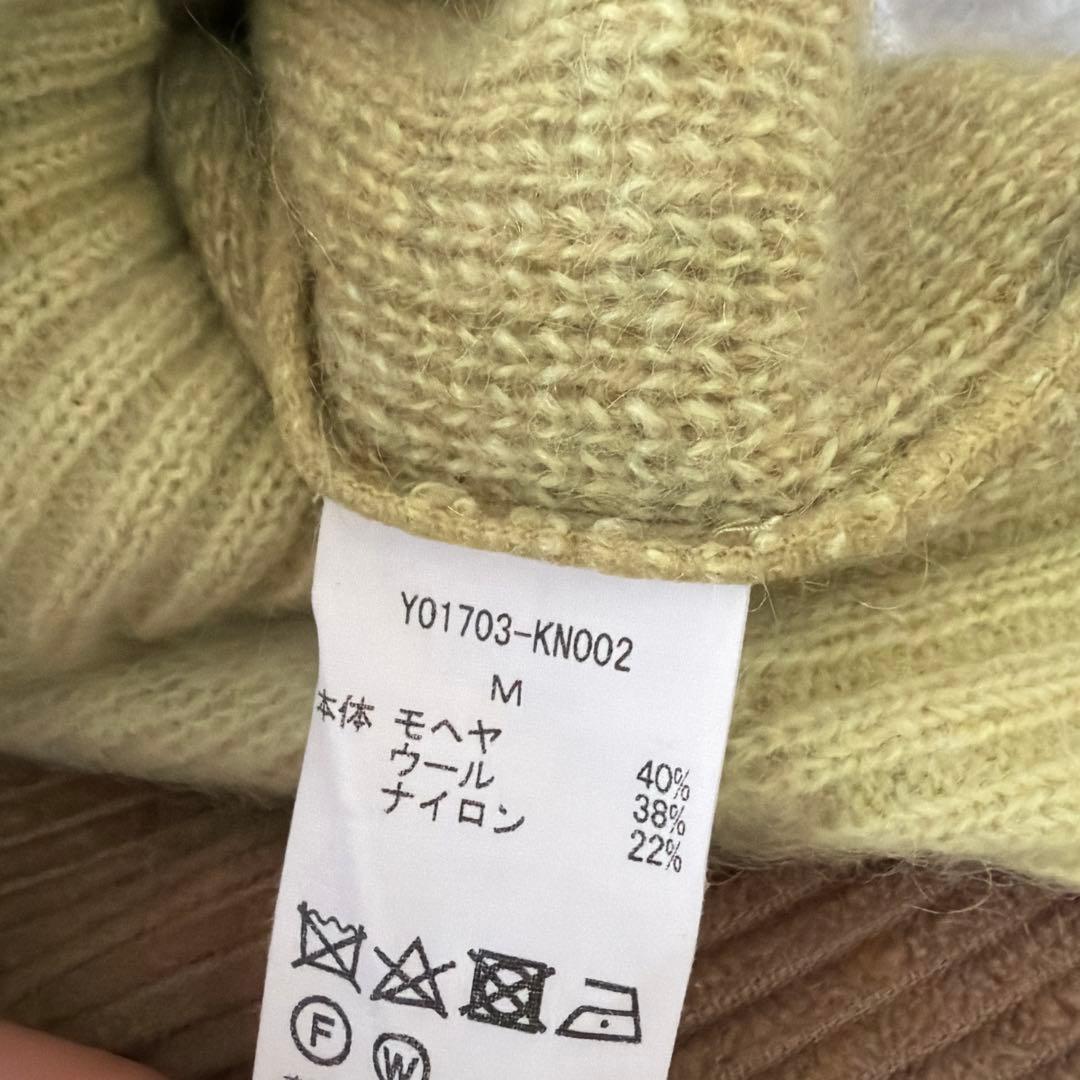 Y01703-KN002
M
本体 モヘヤ 40%
ウール 38%
ナイロン 22%
F
W